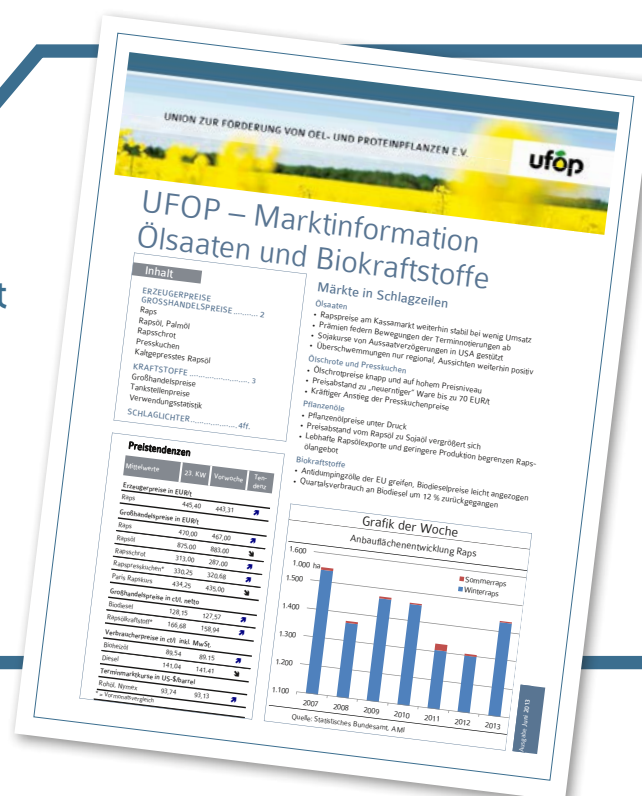 t
UNION ZUR FÖRDERUNG VON OEL- UND PROTEINPFLANZEN E.V.
ufop
UFOP – Marktinformation
Ölsaaten und Biokraftstoffe
Inhalt
ERZEUGERPREISE
GROSSHANDELSPREISE ............ 2
Raps
Rapsöl, Palmöl
Rapsschrot
Presskuchen
Kaltgepresstes Rapsöl
KRAFTSTOFFE ............................ 3
Großhandelspreise
Tankstellenpreise
Verwendungsstatistik
SCHLAGLICHTER ........................ 4ff.
Märkte in Schlagzeilen
Ölsaaten
• Rapspreise am Kassamarkt weiterhin stabil bei wenig Umsatz
• Prämien federn Bewegungen der Terminnotierungen ab
• Sojakurse von Aussaatverzögerungen in USA gestützt
• Überschwemmungen nur regional, Aussichten weiterhin positiv
Ölschrote und Presskuchen
• Ölschrotpreise knapp und auf hohem Preisniveau
• Preisabstand zu „neuerntiger" Ware bis zu 70 EUR/t
• Kräftiger Anstieg der Presskuchenpreise
Pflanzenöle
• Pflanzenölpreise unter Druck
• Preisabstand vom Rapsöl zu Sojaöl vergrößert sich
• Lebhafte Rapsölexporte und geringere Produktion begrenzen Raps-
ölangebot
Biokraftstoffe
• Antidumpingzölle der EU greifen, Biodieselpreise leicht angezogen
• Quartalsverbrauch an Biodiesel um 12 % zurückgegangen
Preistendenzen
Mittelwerte 23. KW Vorwoche Ten-
denz
Erzeugerpreise in EUR/t
Raps 445,40 443,31
Großhandelspreise in EUR/t
Raps 470,00 467,00
Rapsöl 875,00 883,00
Rapsschrot 313,00 287,00
Rapspresskuchen* 330,25 320,68
Paris Rapskurs 434,25 435,00
Großhandelspreise in ct/l, netto
Biodiesel 128,15 127,57
Rapsölkraftstoff* 166,68 158,94
Verbraucherpreise in ct/l inkl. MwSt.
Bioheizöl 89,54 89,15
Diesel 141,04 141,41
Terminmarktkurse in US-$/barrel
Rohöl, Nymex 93,74 93,13
* = Vormonatsvergleich
Grafik der Woche
Anbauflächenentwicklung Raps
1.600
1.000 ha
1.500
1.400
1.300
1.200
1.100
Sommerraps
Winterraps
2007 2008 2009 2010 2011 2012 2013
Quelle: Statistisches Bundesamt, AMI
Ausgabe Juni 2013